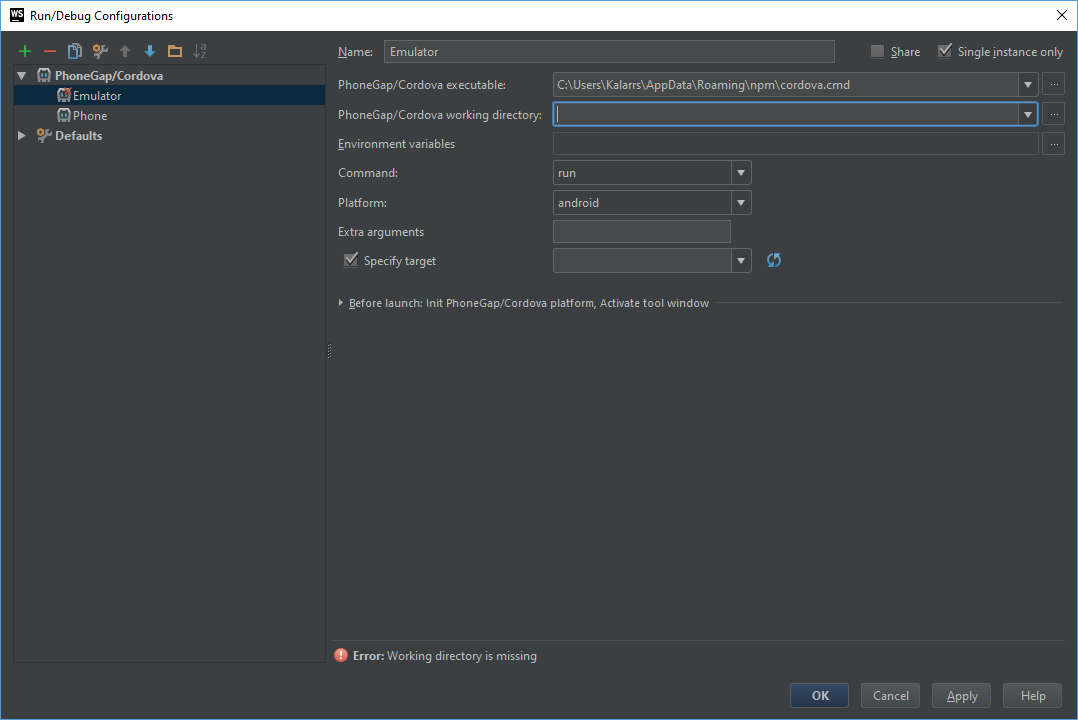 WS Run/Debug Configurations
Name: Emulator Share Single instance only
PhoneGap/Cordova
Emulator
Phone
Defaults
PhoneGap/Cordova executable: C:\Users\Kalarrs\AppData\Roaming\npm\cordova.cmd ...
PhoneGap/Cordova working directory: ...
Environment variables ...
Command: run
Platform: android
Extra arguments
Specify target
Before launch: Init PhoneGap/Cordova platform, Activate tool window
Error: Working directory is missing
OK Cancel Apply Help